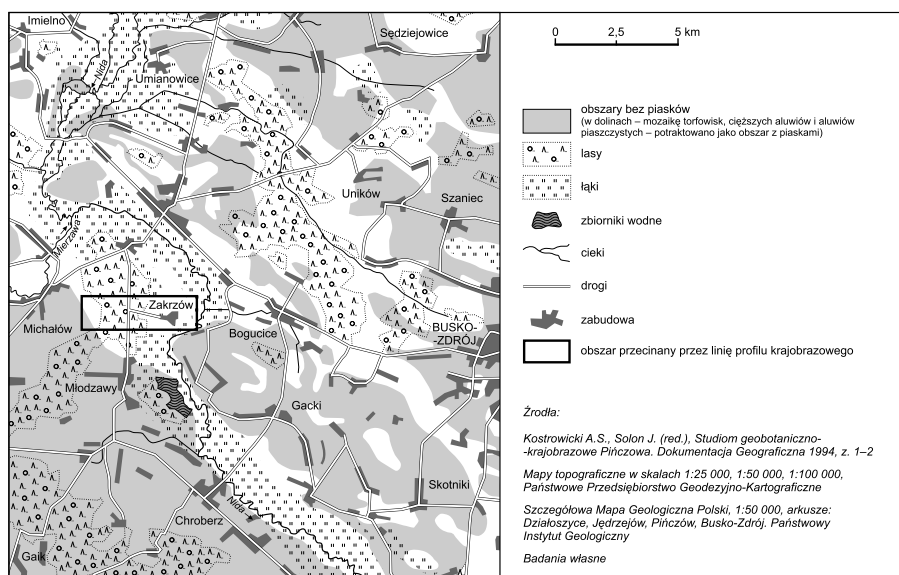 Imielno
Sędziejowice
Nida
Umianowice
Uników
Szaniec
Mierzawa
Zakrzów
Michałów
Bogucice
BUSKO-
-ZDRÓJ
Młodzawy
Gacki
Skotniki
Nida
Chroberz
Gaik
0 2,5 5 km
obszary bez piasków
(w dolinach – mozaikę torfowisk, cięższych aluwiów i aluwiów
piaszczystych – potraktowano jako obszar z piaskami)
lasy
łąki
zbiorniki wodne
cieki
drogi
zabudowa
obszar przecinany przez linię profilu krajobrazowego
Źrodła:
Kostrowicki A.S., Solon J. (red.), Studiom geobotaniczno-
-krajobrazowe Pińczowa. Dokumentacja Geograficzna 1994, z. 1–2
Mapy topograficzne w skalach 1:25 000, 1:50 000, 1:100 000,
Państwowe Przedsiębiorstwo Geodezyjno-Kartograficzne
Szczegółowa Mapa Geologiczna Polski, 1:50 000, arkusze:
Działoszyce, Jędrzejów, Pińczów, Busko-Zdrój. Państwowy
Instytut Geologiczny
Badania własne